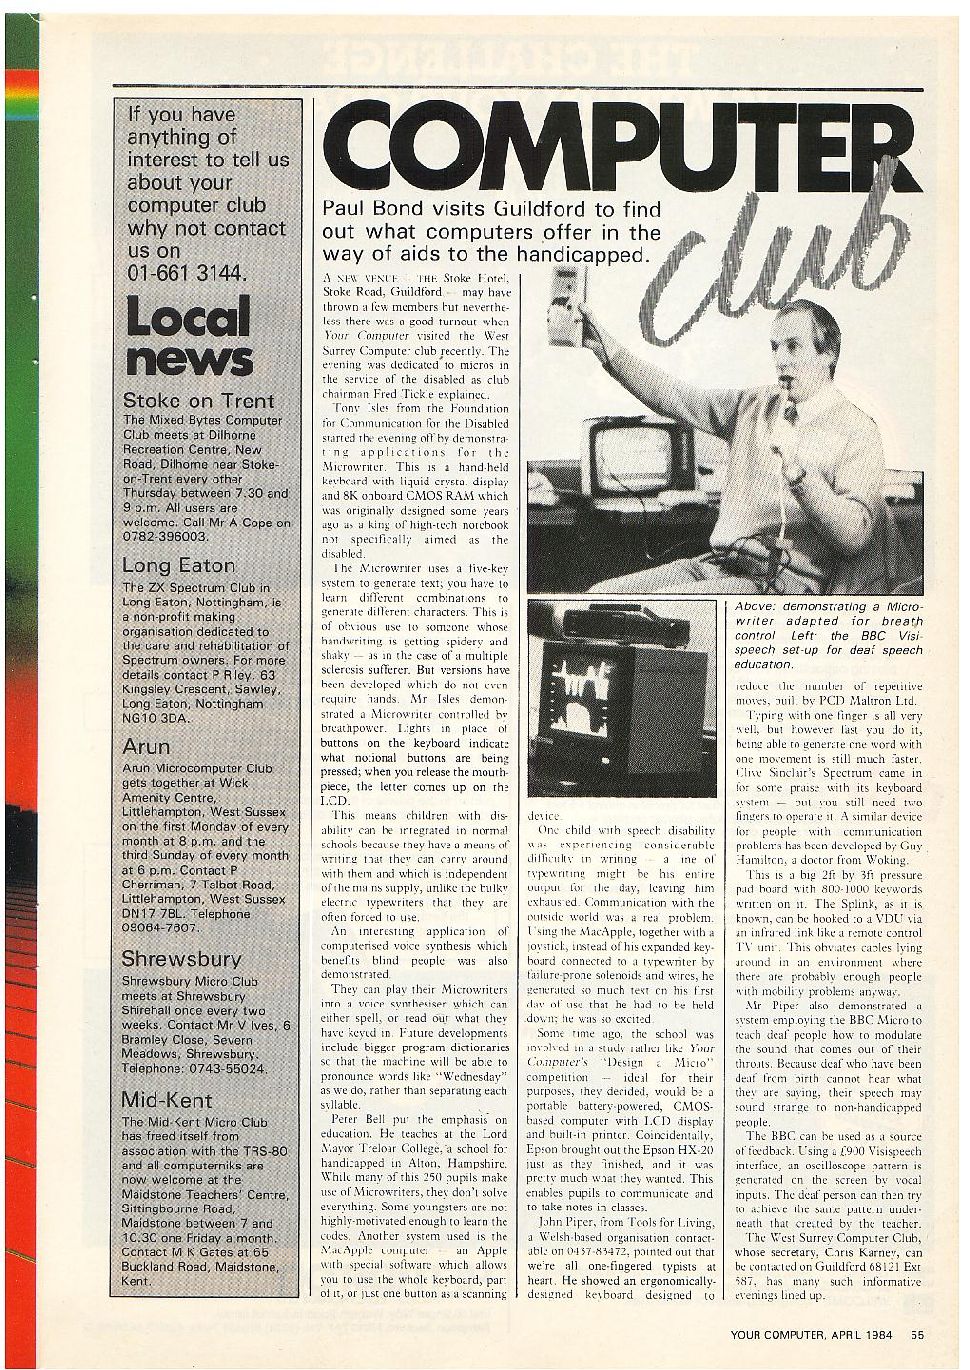 If you have
anything of
interest to tell us
about your
computer club
why not contact
us on
01-661 3144.
Local
news
Stoke on Trent
The Mixed Bytes Computer
Club meets at Dilhorne
Recreation Centre, New
Road, Dilhorne near Stoke-
on-Trent every other
Thursday between 7.30 and
9 p.m. All users are
welcome. Call Mr A Cope on
0782-396003.
Long Eaton
The ZX Spectrum Club in
Long Eaton, Nottingham, is
a non-profit making
organisation dedicated to
the care and rehabilitation of
Spectrum owners. For more
details contact P Riley, 63
Kingsley Crescent, Sawley,
Long Eaton, Nottingham
NG10 3DA.
Arun
Arun Microcomputer Club
gets together at Wick
Amenity Centre,
Littlehampton, West Sussex
on the first Monday of every
month at 8 p.m. and the
third Sunday of every month
at 6 p.m. Contact P
Cherriman, 7 Talbot Road,
Littlehampton, West Sussex
DN17 7BL. Telephone
09064-7607.
Shrewsbury
Shrewsbury Micro Club
meets at Shrewsbury
Shirehall once every two
weeks. Contact Mr V Ives, 6
Bramley Close, Severn
Meadows, Shrewsbury.
Telephone: 0743-55024.
Mid-Kent
The Mid-Kent Micro Club
has freed itself from
association with the TRS-80
and all computerniks are
now welcome at the
Maidstone Teachers' Centre,
Sittingbourne Road,
Maidstone between 7 and
10.30 one Friday a month.
Contact M K Gates at 6b
Buckland Road, Maidstone,
Kent.
COMPUTER
club
Paul Bond visits Guildford to find
out what computers offer in the
way of aids to the handicapped.
A NEW VENUE — THE Stoke Hotel,
Stoke Road, Guildford — may have
thrown a few members but neverthe-
less there was a good turnout when
Your Computer visited the West
Surrey Computer club recently. The
evening was dedicated to micros in
the service of the disabled as club
chairman Fred Tickle explained.
Tony Isles from the Foundation
for Communication for the Disabled
started the evening off by demonstra-
ting applications for the
Microwriter. This is a hand-held
keyboard with liquid crystal display
and 8K onboard CMOS RAM which
was originally designed some years
ago as a king of high-tech notebook
not specifically aimed as the
disabled.
The Microwriter uses a five-key
system to generate text; you have to
learn different combinations to
generate different characters. This is
of obvious use to someone whose
handwriting is getting spidery and
shaky — as in the case of a multiple
sclerosis sufferer. But versions have
been developed which do not even
require hands. Mr Isles demon-
strated a Microwriter controlled by
breathpower. Lights in place of
buttons on the keyboard indicate
what notional buttons are being
pressed; when you release the mouth-
piece, the letter comes up on the
LCD.
This means children with dis-
ability can be integrated in normal
schools because they have a means of
writing that they can carry around
with them and which is independent
of the mains supply, unlike the bulky
electric typewriters that they are
often forced to use.
An interesting application of
computerised voice synthesis which
benefits blind people was also
demonstrated.
They can play their Microwriters
into a voice synthesiser which can
either spell, or read out what they
have keyed in. Future developments
include bigger program dictionaries
so that the machine will be able to
pronounce words like "Wednesday"
as we do, rather than separating each
syllable.
Peter Bell put the emphasis on
education. He teaches at the Lord
Mayor Treloar College, a school for
handicapped in Alton, Hampshire.
While many of this 250 pupils make
use of Microwriters, they don't solve
everything. Some youngsters are not
highly-motivated enough to learn the
codes. Another system used is the
MacApple computer — an Apple
with special software which allows
you to use the whole keyboard, part
of it, or just one button as a scanning
device.
One child with speech disability
was experiencing considerable
difficulty in writing — a line of
typewriting might be his entire
output for the day, leaving him
exhausted. Communication with the
outside world was a real problem.
Using the MacApple, together with a
joystick, instead of his expanded key-
board connected to a typewriter by
failure-prone solenoids and wires, he
generated so much text on his first
day of use that he had to be held
down; he was so excited.
Some time ago, the school was
involved in a study rather like Your
Computer's "Design a Micro"
competition — ideal for their
purposes, they decided, would be a
portable battery-powered, CMOS-
based computer with LCD display
and built-in printer. Coincidentally,
Epson brought out the Epson HX-20
just as they finished, and it was
pretty much what they wanted. This
enables pupils to communicate and
to take notes in classes.
John Piper, from Tools for Living,
a Welsh-based organisation contact-
able on 0437-83472, pointed out that
we're all one-fingered typists at
heart. He showed an ergonomically-
designed keyboard designed to
Above: demonstrating a Micro-
writer adapted for breath
control Left: the BBC Visi-
speech set-up for deaf speech
education.
reduce the number of repetitive
moves, built by PCD Maltron Ltd.
Typing with one finger is all very
well, but however fast you do it,
being able to generate one word with
one movement is still much faster.
Clive Sinclair's Spectrum came in
for some praise with its keyboard
system — but you still need two
fingers to operate it. A similar device
for people with communication
problems has been developed by Guy
Hamilton, a doctor from Woking.
This is a big 2ft by 3ft pressure
pad board with 800-1000 keywords
written on it. The Splink, as it is
known, can be hooked to a VDU via
an infrared link like a remote control
TV unit. This obviates cables lying
around in an environment where
there are probably enough people
with mobility problems anyway.
Mr Piper also demonstrated a
system employing the BBC Micro to
teach deaf people how to modulate
the sound that comes out of their
throats. Because deaf who have been
deaf from birth cannot hear what
they are saying, their speech may
sound strange to non-handicapped
people.
The BBC can be used as a source
of feedback. Using a £900 Visispeech
interface, an oscilloscope pattern is
generated on the screen by vocal
inputs. The deaf person can then try
to achieve the same pattern under-
neath that created by the teacher.
The West Surrey Computer Club,
whose secretary, Chris Karney, can
be contacted on Guildford 68121 Ext
587, has many such informative
evenings lined up.
YOUR COMPUTER, APRIL 1984 55